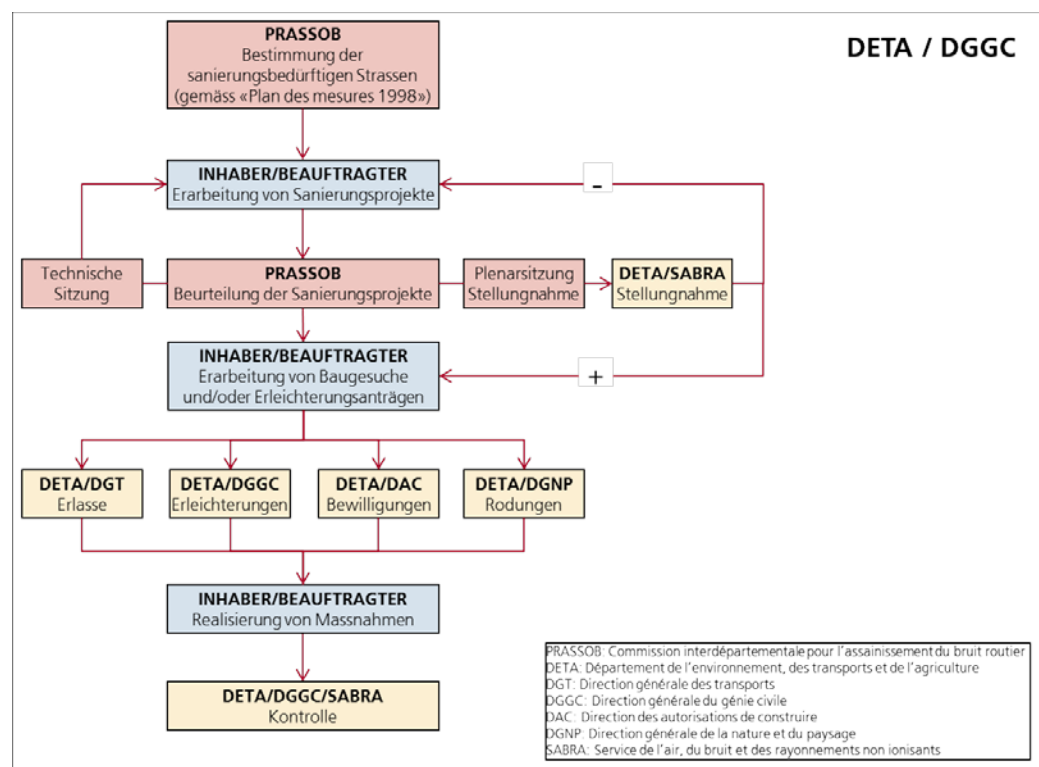 PRASSOB
Bestimmung der
sanierungsbedürftigen Strassen
(gemäss «Plan des mesures 1998»)
DETA / DGGC
INHABER/BEAUFTRAGTER
Erarbeitung von Sanierungsprojekte
-
Technische
Sitzung
PRASSOB
Beurteilung der Sanierungsprojekte
Plenarsitzung
Stellungnahme
DETA/SABRA
Stellungnahme
INHABER/BEAUFTRAGTER
Erarbeitung von Baugesuche
und/oder Erleichterungsanträgen
+
DETA/DGT
Erlasse
DETA/DGGC
Erleichterungen
DETA/DAC
Bewilligungen
DETA/DGNP
Rodungen
INHABER/BEAUFTRAGTER
Realisierung von Massnahmen
DETA/DGGC/SABRA
Kontrolle
PRASSOB: Commission interdépartementale pour l'assainissement du bruit routier
DETA: Département de l'environnement, des transports et de l'agriculture
DGT: Direction générale des transports
DGGC: Direction générale du génie civile
DAC: Direction des autorisations de construire
DGNP: Direction générale de la nature et du paysage
SABRA: Service de l'air, du bruit et des rayonnements non ionisants